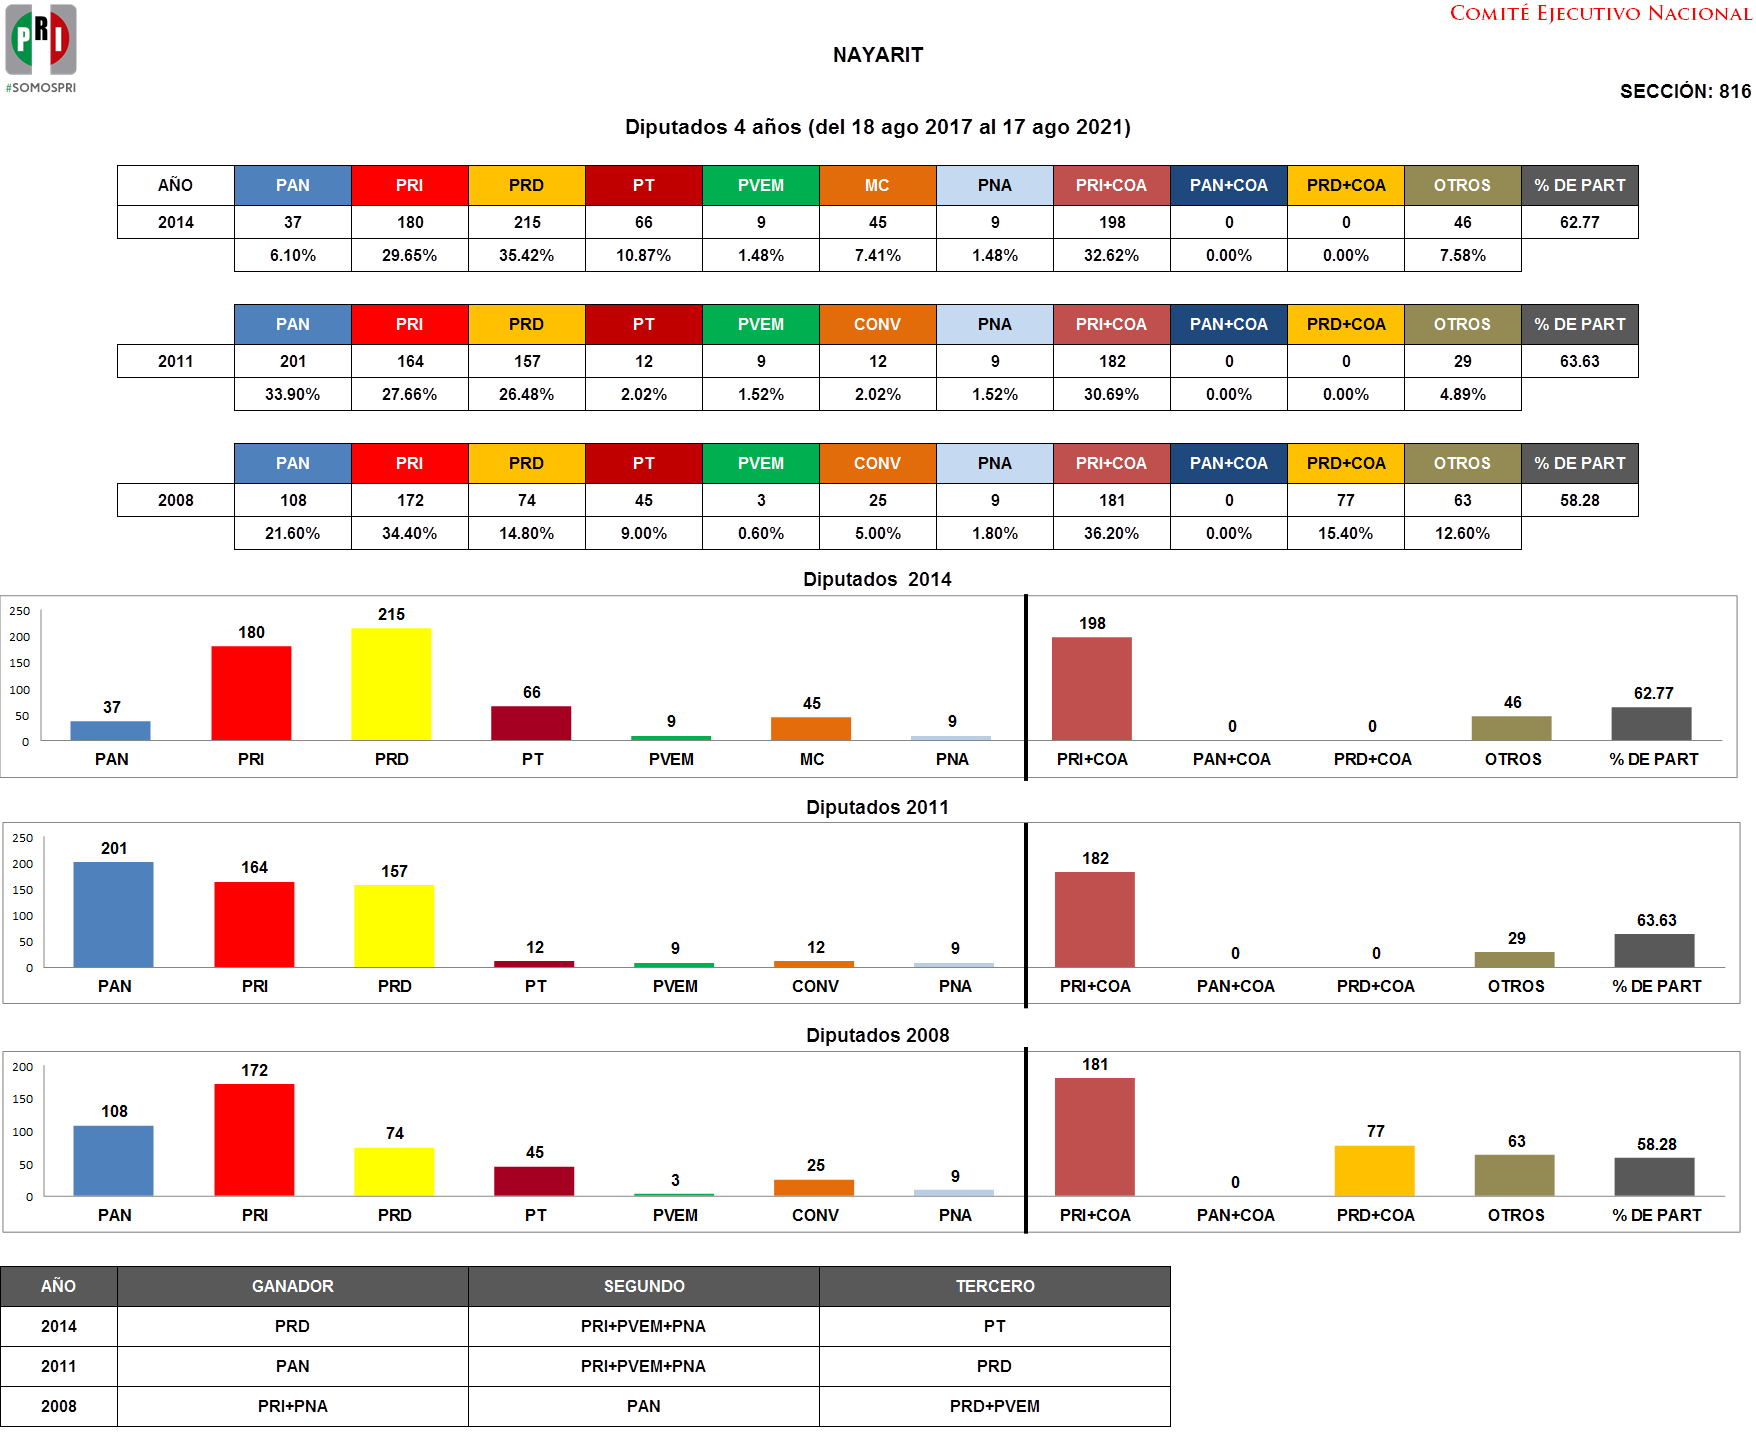 COMITÉ EJECUTIVO NACIONAL
PRI
#SOMOSPRI
NAYARIT
SECCIÓN: 816
Diputados 4 años (del 18 ago 2017 al 17 ago 2021)
AÑO PAN PRI PRD PT PVEM MC PNA PRI+COA PAN+COA PRD+COA OTROS % DE PART
2014 37 180 215 66 9 45 9 198 0 0 46 62.77
6.10% 29.65% 35.42% 10.87% 1.48% 7.41% 1.48% 32.62% 0.00% 0.00% 7.58%
PAN PRI PRD PT PVEM CONV PNA PRI+COA PAN+COA PRD+COA OTROS % DE PART
2011 201 164 157 12 9 12 9 182 0 0 29 63.63
33.90% 27.66% 26.48% 2.02% 1.52% 2.02% 1.52% 30.69% 0.00% 0.00% 4.89%
PAN PRI PRD PT PVEM CONV PNA PRI+COA PAN+COA PRD+COA OTROS % DE PART
2008 108 172 74 45 3 25 9 181 0 77 63 58.28
21.60% 34.40% 14.80% 9.00% 0.60% 5.00% 1.80% 36.20% 0.00% 15.40% 12.60%
Diputados 2014
250
200
150
100
50
0
37 180 215 66 9 45 9 198 0 0 46 62.77
PAN PRI PRD PT PVEM MC PNA PRI+COA PAN+COA PRD+COA OTROS % DE PART
Diputados 2011
250
200
150
100
50
0
201 164 157 12 9 12 9 182 0 0 29 63.63
PAN PRI PRD PT PVEM CONV PNA PRI+COA PAN+COA PRD+COA OTROS % DE PART
Diputados 2008
200
150
100
50
0
108 172 74 45 3 25 9 181 0 77 63 58.28
PAN PRI PRD PT PVEM CONV PNA PRI+COA PAN+COA PRD+COA OTROS % DE PART
AÑO GANADOR SEGUNDO TERCERO
2014 PRD PRI+PVEM+PNA PT
2011 PAN PRI+PVEM+PNA PRD
2008 PRI+PNA PAN PRD+PVEM